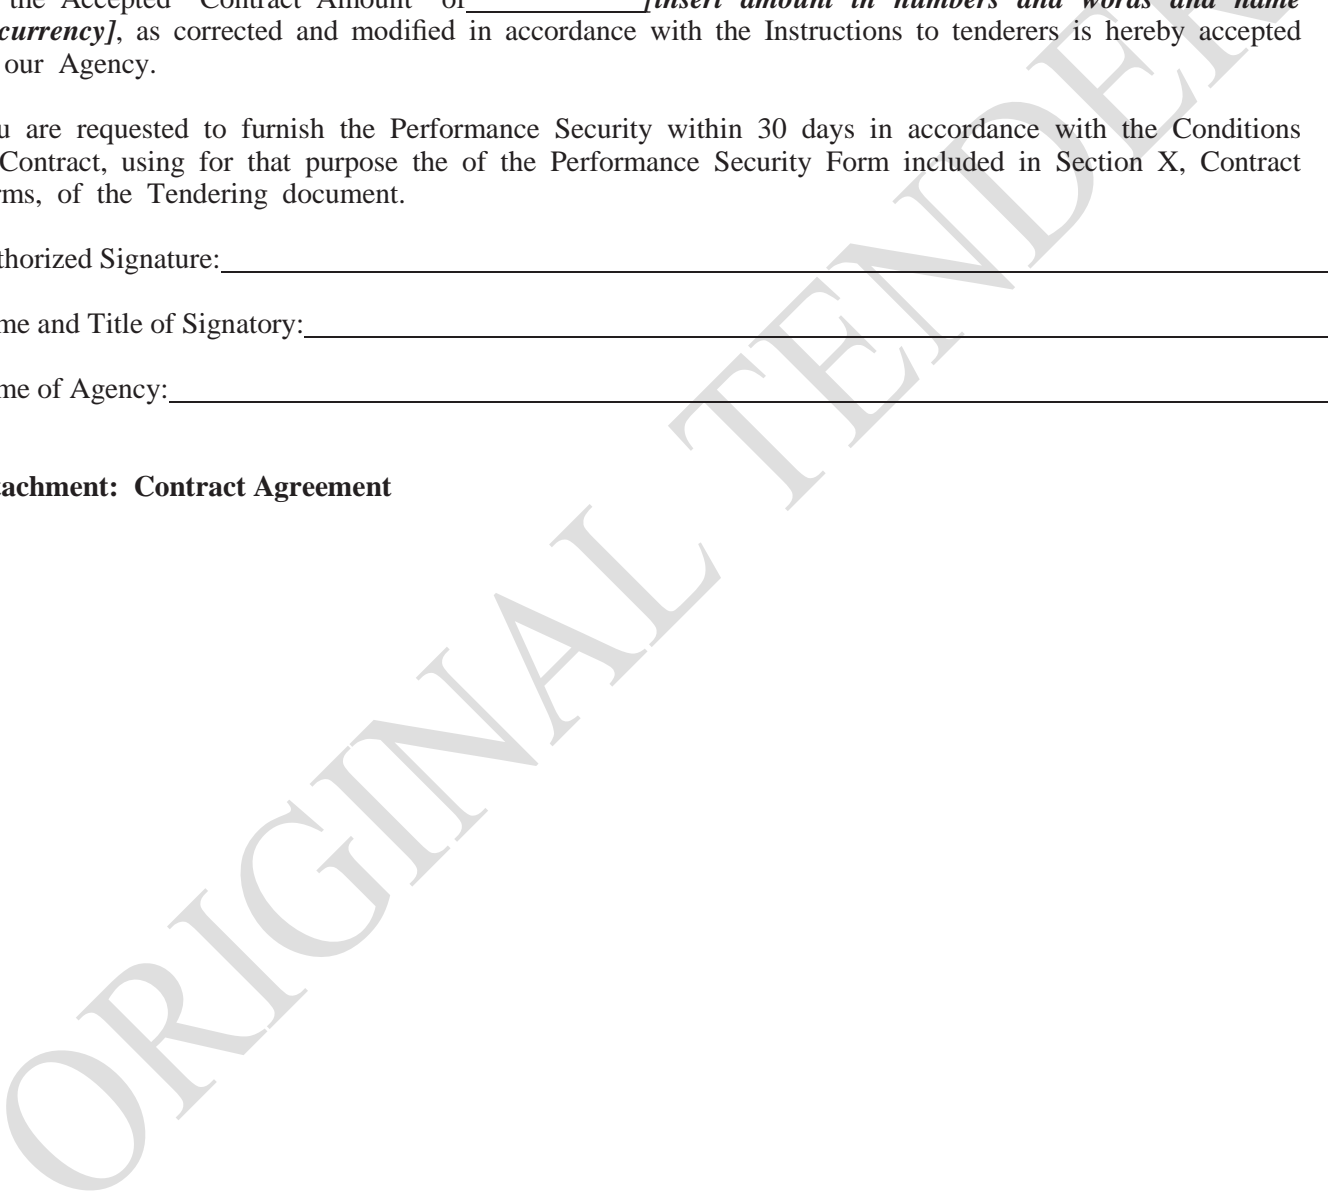 the Accepted Contract Amount of__________[insert amount in numbers and words and name
currency], as corrected and modified in accordance with the Instructions to tenderers is hereby accepted
our Agency.
u are requested to furnish the Performance Security within 30 days in accordance with the Conditions
Contract, using for that purpose the of the Performance Security Form included in Section X, Contract
rms, of the Tendering document.
thorized Signature:
me and Title of Signatory:
me of Agency:
tachment: Contract Agreement
ORIGINAL TENDER